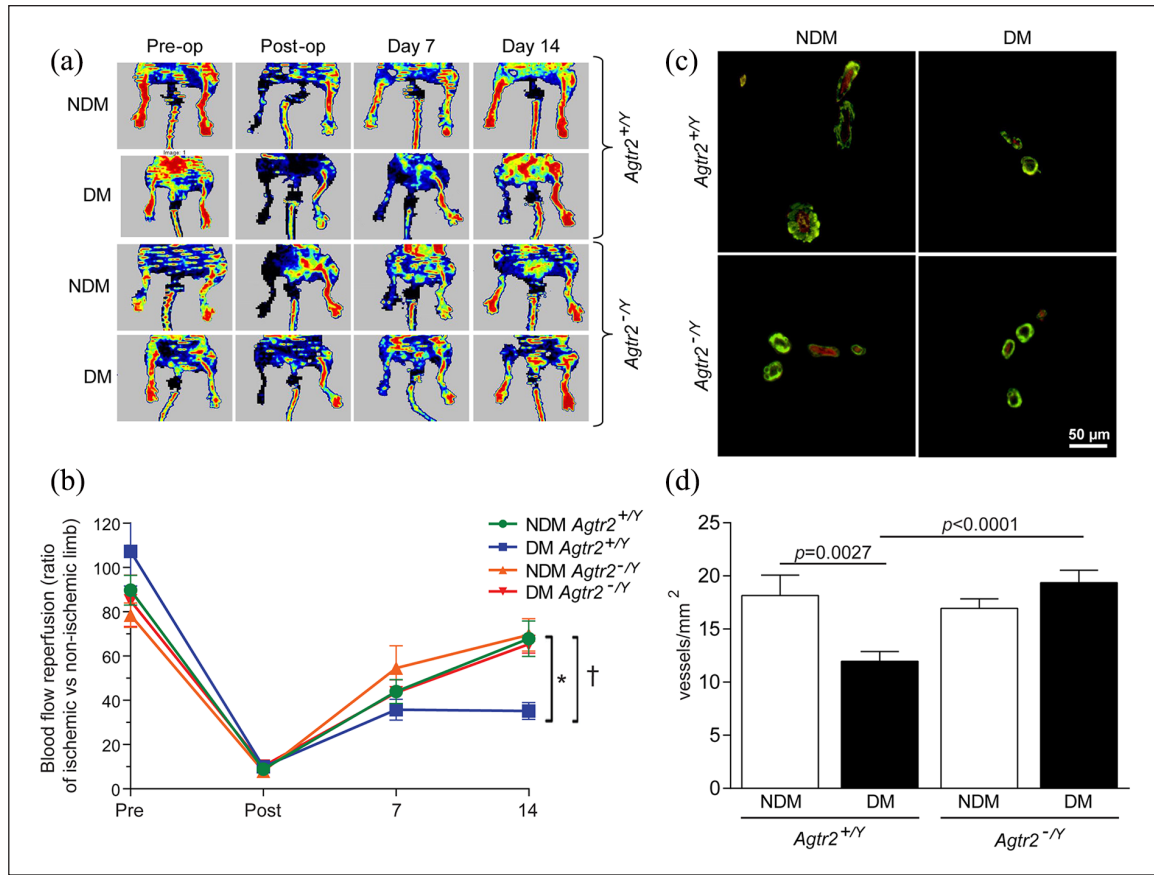 (a)
Pre-op Post-op Day 7 Day 14
NDM
Image_1
DM
Agtr2+/Y
NDM
DM
Agtr2-/Y
(c)
NDM DM
Agtr2+/Y
Agtr2-/Y
50 µm
(b)
Blood flow reperfusion (ratio
of ischemic vs non-ischemic limb)
120
100
80
60
40
20
0
Pre Post 7 14
NDM Agtr2+/Y
DM Agtr2+/Y
NDM Agtr2-/Y
DM Agtr2-/Y
* †
(d)
vessels/mm2
25
20
15
10
5
0
p=0.0027
p<0.0001
NDM DM NDM DM
Agtr2+/Y Agtr2-/Y